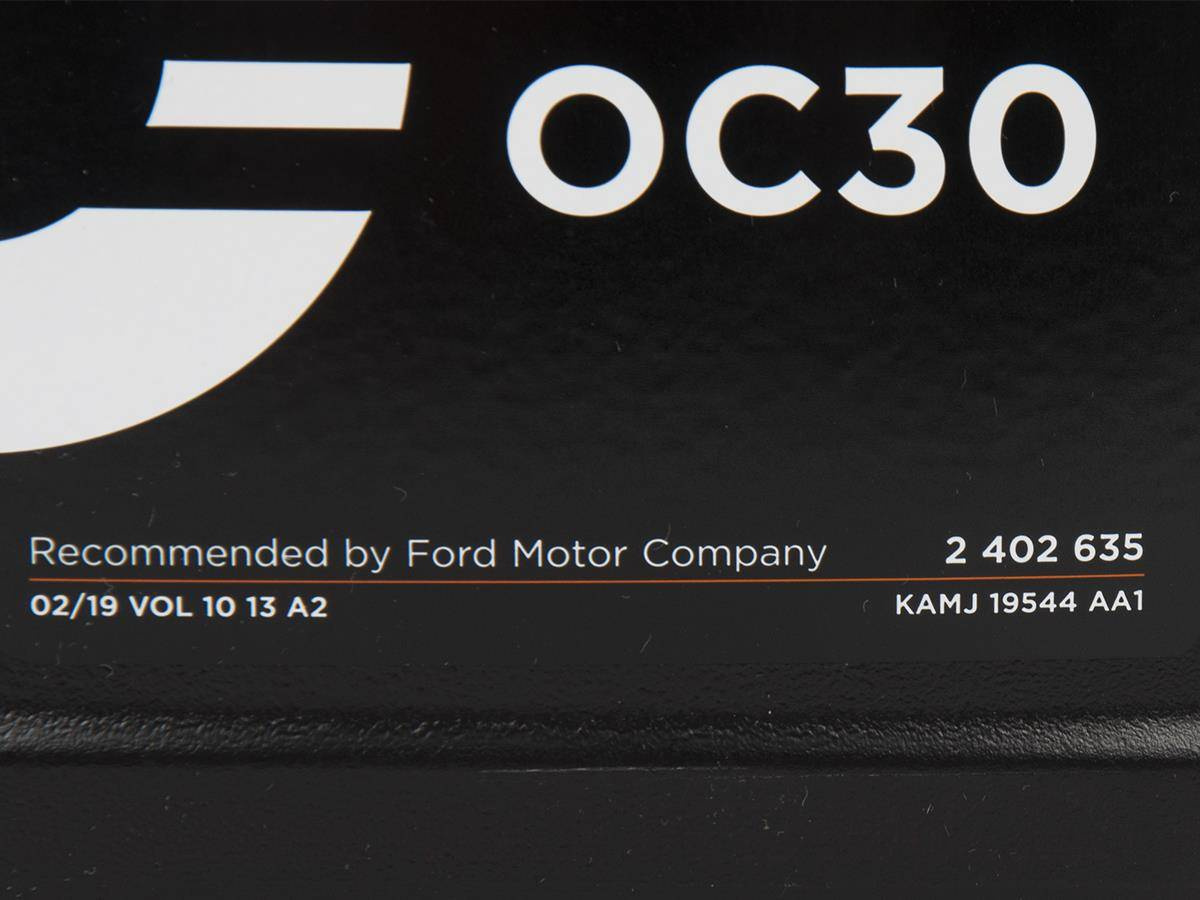 OC30
Recommended by Ford Motor Company 2 402 635
02/19 VOL 10 13 A2 KAMJ 19544 AA1